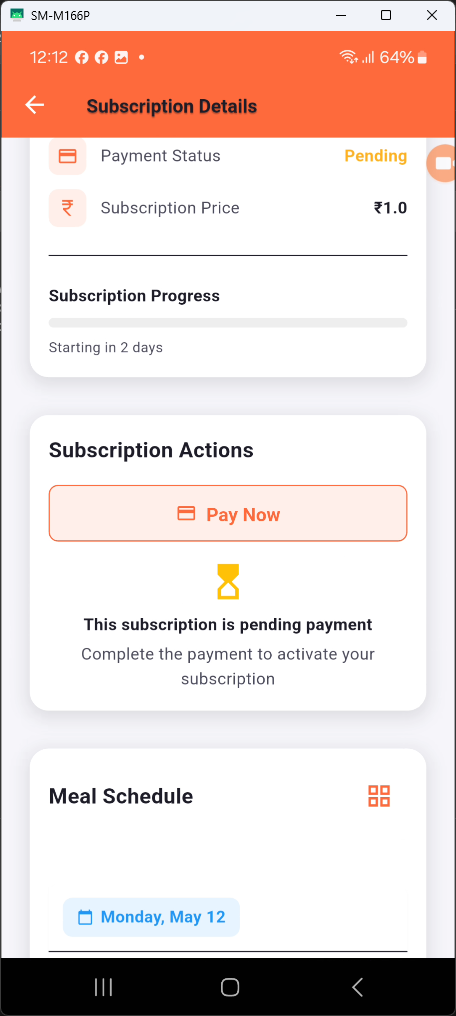 SM-M166P
12:12
64%
Subscription Details
Payment Status
Pending
Subscription Price
₹1.0
Subscription Progress
Starting in 2 days
Subscription Actions
Pay Now
This subscription is pending payment
Complete the payment to activate your
subscription
Meal Schedule
Monday, May 12